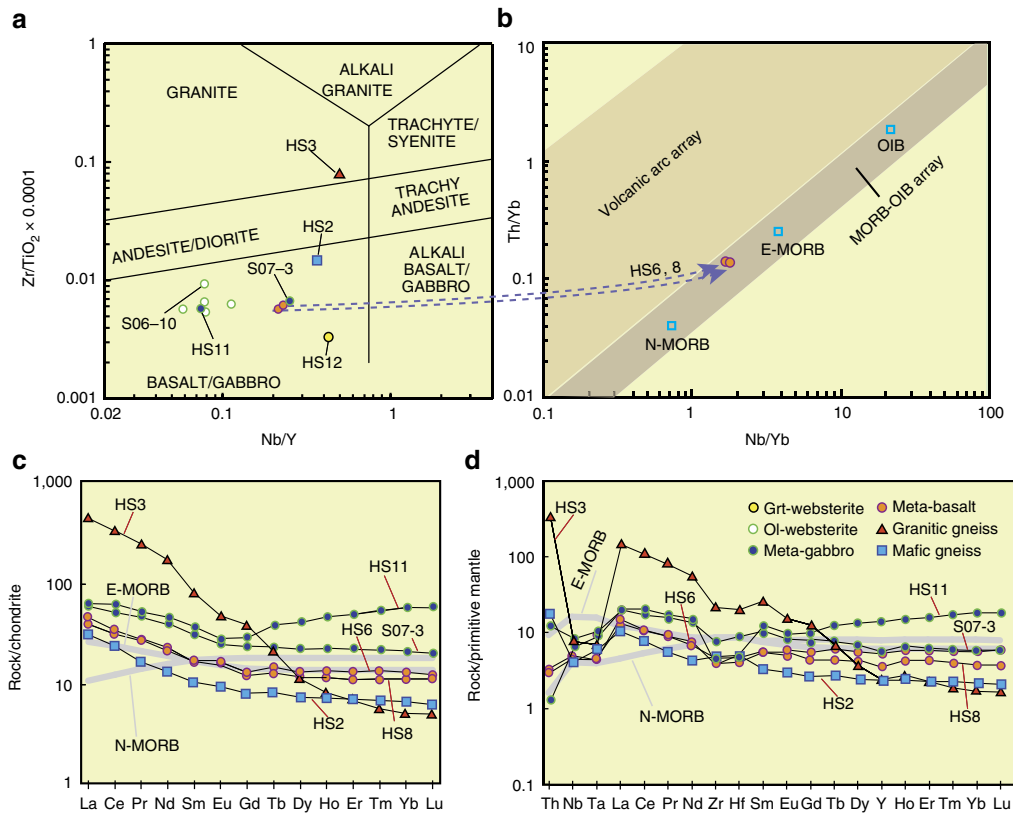 a
1
0.1
0.01
0.001
0.02
0.1
1
Zr/TiO2 × 0.0001
Nb/Y
GRANITE
ALKALI
GRANITE
TRACHYTE/
SYENITE
HS3
TRACHY
ANDESITE
ANDESITE/DIORITE
HS2
S07–3
ALKALI
BASALT/
GABBRO
S06–10
HS11
HS12
BASALT/GABBRO
b
10
1
0.1
0.01
0.1
1
10
100
Th/Yb
Nb/Yb
Volcanic arc array
OIB
MORB-OIB array
E-MORB
HS6, 8
N-MORB
c
1,000
100
10
1
Rock/chondrite
HS3
E-MORB
HS11
HS6
S07-3
N-MORB
HS2
HS8
La Ce Pr Nd Sm Eu Gd Tb Dy Ho Er Tm Yb Lu
d
1,000
100
10
1
0.1
Rock/primitive mantle
HS3
E-MORB
Grt-websterite
Ol-websterite
Meta-gabbro
Meta-basalt
Granitic gneiss
Mafic gneiss
HS6
HS11
S07-3
N-MORB
HS2
HS8
Th Nb Ta La Ce Pr Nd Zr Hf Sm Eu Gd Tb Dy Y Ho Er Tm Yb Lu